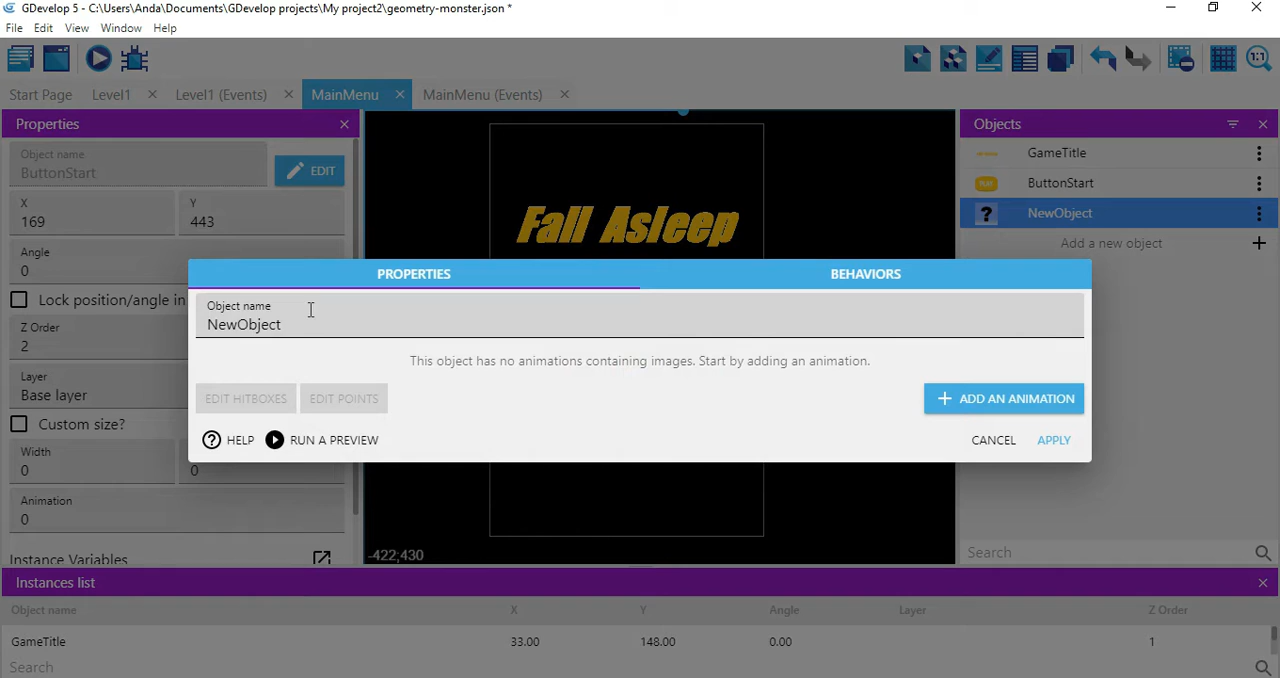 GDevelop 5 - C:\Users\Anda\Documents\GDevelop projects\My project2\geometry-monster.json *
File Edit View Window Help
1:1
Start Page Level1 Level1 (Events) MainMenu MainMenu (Events)
Properties
Objects
Object name
ButtonStart
EDIT
X
169
Y
443
Angle
0
Lock position/angle in
Z Order
2
Layer
Base layer
Custom size?
Width
0
0
Animation
0
Instance Variables
Fall Asleep
-422;430
GameTitle
PLAY ButtonStart
? NewObject
Add a new object
Search
PROPERTIES
BEHAVIORS
Object name
NewObject
This object has no animations containing images. Start by adding an animation.
EDIT HITBOXES EDIT POINTS
ADD AN ANIMATION
? HELP RUN A PREVIEW
CANCEL APPLY
Instances list
Object name X Y Angle Layer Z Order
GameTitle 33.00 148.00 0.00 1
Search